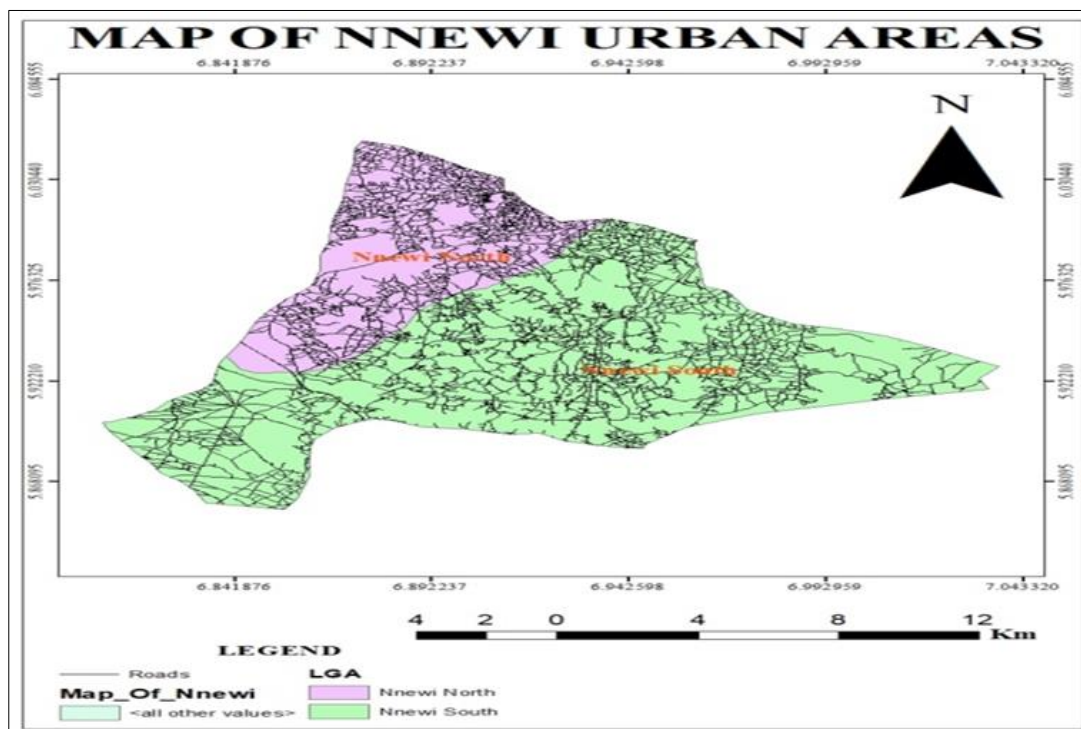 MAP OF NNEWI URBAN AREAS
6.841876 6.892237 6.942598 6.992959 7.043320
6.084555 6.084555
N
6.030440 6.030440
Nnewi
5.976325 5.976325
Nnewi South
5.922210 5.922210
5.868095 5.868095
6.841876 6.892237 6.942598 6.992959 7.043320
4 2 0 4 8 12
Km
LEGEND
Roads
Map_Of_Nnewi
<all other values>
LGA
Nnewi North
Nnewi South